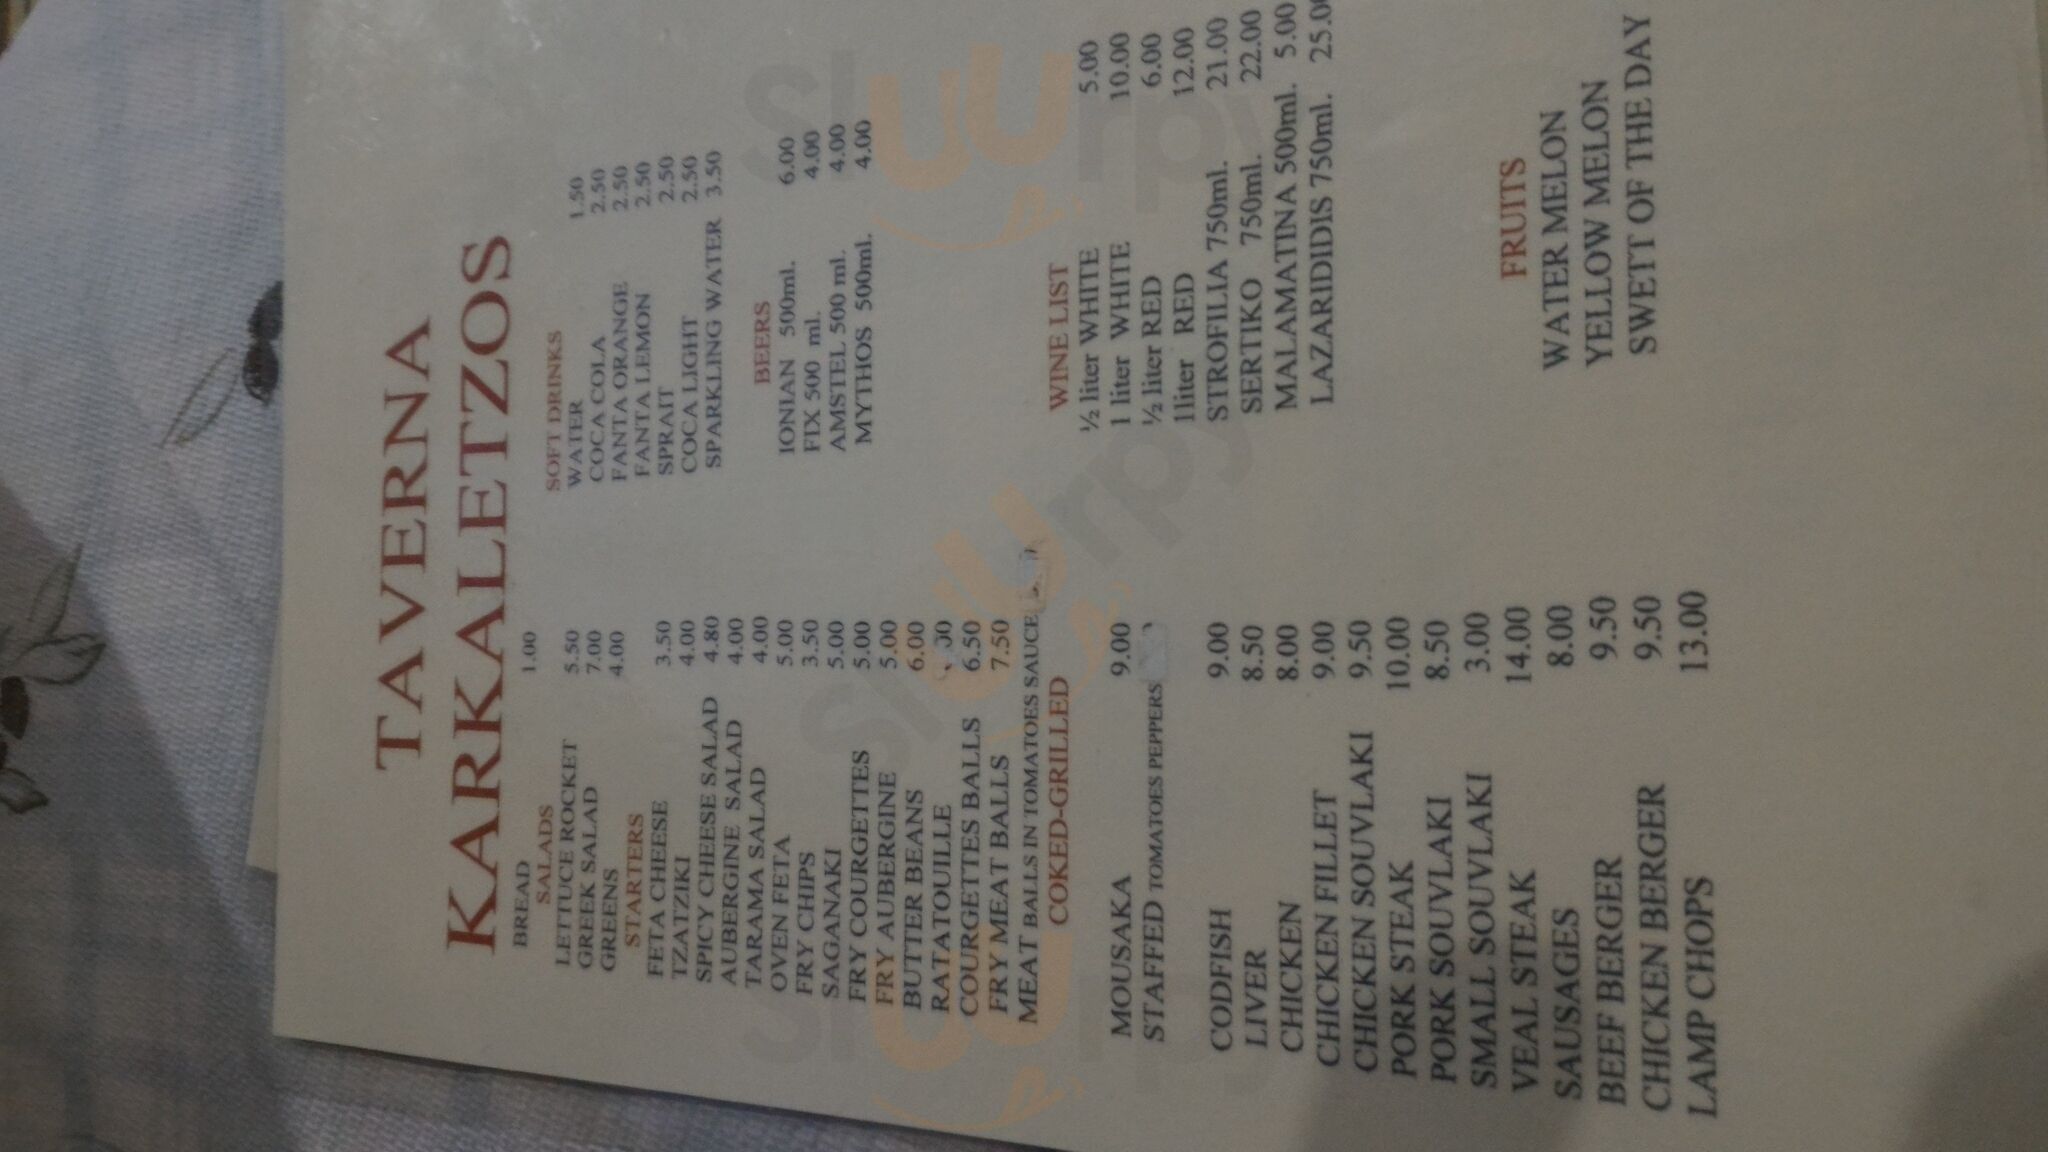 TAVERNA
KARKALETZOS
BREAD 1.00
SALADS
LETTUCE ROCKET 5.50
GREEK SALAD 7.00
GREENS 4.00
STARTERS
FETA CHEESE 3.50
TZATZIKI 4.00
SPICY CHEESE SALAD 4.80
AUBERGINE SALAD 4.00
TARAMA SALAD 4.00
OVEN FETA 5.00
FRY CHIPS 3.50
SAGANAKI 5.00
FRY COURGETTES 5.00
FRY AUBERGINE 5.00
BUTTER BEANS 6.00
RATATOUILE
COURGETTES BALLS 6.50
FRY MEAT BALLS 7.50
MEAT BALLS IN TOMATOES SAUCE
COKED-GRILLED
MOUSAKA 9.00
STAFFED TOMATOES PEPPERS
CODFISH 9.00
LIVER 8.50
CHICKEN 8.00
CHICKEN FILLET 9.00
CHICKEN SOUVLAKI 9.50
PORK STEAK 10.00
PORK SOUVLAKI 8.50
SMALL SOUVLAKI 3.00
VEAL STEAK 14.00
SAUSAGES 8.00
BEEF BERGER 9.50
CHICKEN BERGER 9.50
LAMP CHOPS 13.00
SOFT DRINKS
WATER 1.50
COCA COLA 2.50
FANTA ORANGE 2.50
FANTA LEMON 2.50
SPRAIT 2.50
COCA LIGHT 2.50
SPARKLING WATER 3.50
BEERS
IONIAN 500ml. 6.00
FIX 500 ml. 4.00
AMSTEL 500 ml. 4.00
MYTHOS 500ml. 4.00
WINE LIST
½ liter WHITE 5.00
1 liter WHITE 10.00
½ liter RED 6.00
1liter RED 12.00
STROFILIA 750ml. 21.00
SERTIKO 750ml. 22.00
MALAMATINA 500ml. 5.00
LAZARIDIDIS 750ml. 25.00
FRUITS
WATER MELON
YELLOW MELON
SWETT OF THE DAY
sluurpy
sluurpy
sluurpy
sluurpy